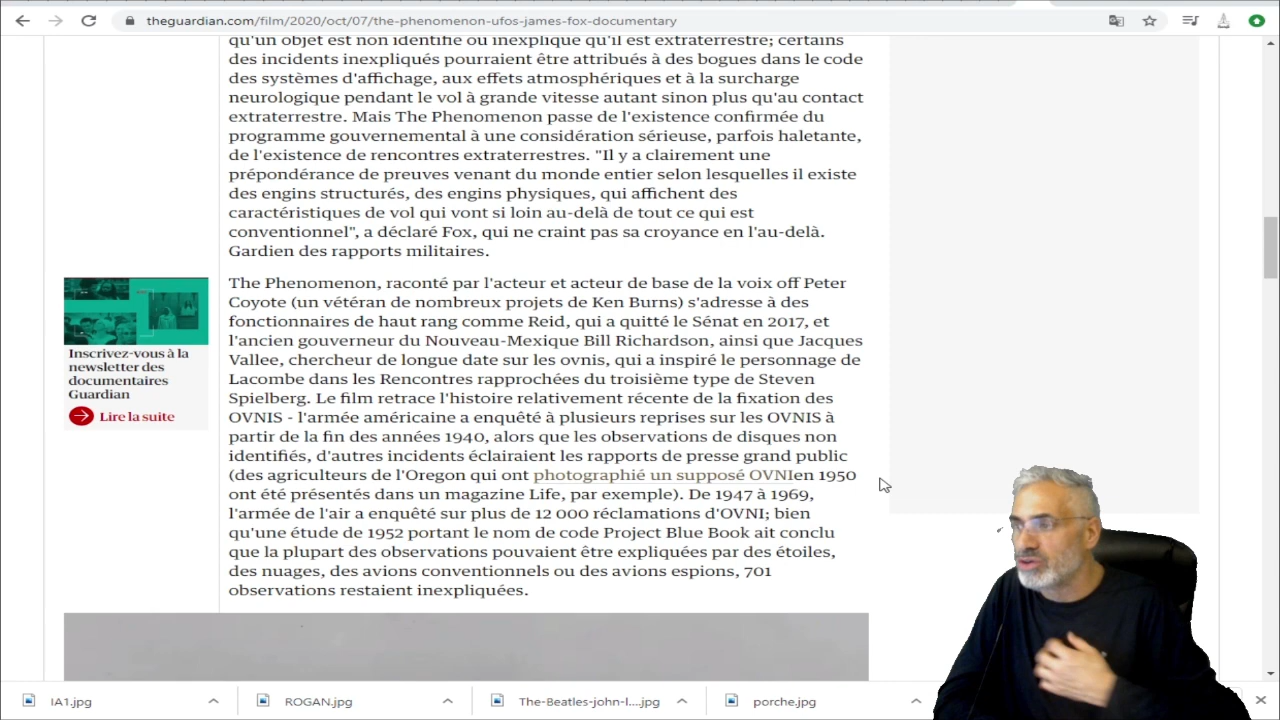 theguardian.com/film/2020/oct/07/the-phenomenon-ufos-james-fox-documentary
qu'un objet est non identifié ou inexpliqué qu'il est extraterrestre; certains
des incidents inexpliqués pourraient être attribués à des bogues dans le code
des systèmes d'affichage, aux effets atmosphériques et à la surcharge
neurologique pendant le vol à grande vitesse autant sinon plus qu'au contact
extraterrestre. Mais The Phenomenon passe de l'existence confirmée du
programme gouvernemental à une considération sérieuse, parfois haletante,
de l'existence de rencontres extraterrestres. "Il y a clairement une
prépondérance de preuves venant du monde entier selon lesquelles il existe
des engins structurés, des engins physiques, qui affichent des
caractéristiques de vol qui vont si loin au-delà de tout ce qui est
conventionnel", a déclaré Fox, qui ne craint pas sa croyance en l'au-delà.
Gardien des rapports militaires.
The Phenomenon, raconté par l'acteur et acteur de base de la voix off Peter
Coyote (un vétéran de nombreux projets de Ken Burns) s'adresse à des
fonctionnaires de haut rang comme Reid, qui a quitté le Sénat en 2017, et
l'ancien gouverneur du Nouveau-Mexique Bill Richardson, ainsi que Jacques
Vallee, chercheur de longue date sur les ovnis, qui a inspiré le personnage de
Lacombe dans les Rencontres rapprochées du troisième type de Steven
Spielberg. Le film retrace l'histoire relativement récente de la fixation des
OVNIS - l'armée américaine a enquêté à plusieurs reprises sur les OVNIS à
partir de la fin des années 1940, alors que les observations de disques non
identifiés, d'autres incidents éclairaient les rapports de presse grand public
(des agriculteurs de l'Oregon qui ont photographié un supposé OVNIen 1950
ont été présentés dans un magazine Life, par exemple). De 1947 à 1969,
l'armée de l'air a enquêté sur plus de 12 000 réclamations d'OVNI; bien
qu'une étude de 1952 portant le nom de code Project Blue Book ait conclu
que la plupart des observations pouvaient être expliquées par des étoiles,
des nuages, des avions conventionnels ou des avions espions, 701
observations restaient inexpliquées.
Inscrivez-vous à la
newsletter des
documentaires
Guardian
Lire la suite
IA1.jpg
ROGAN.jpg
The-Beatles-john-l....jpg
porche.jpg